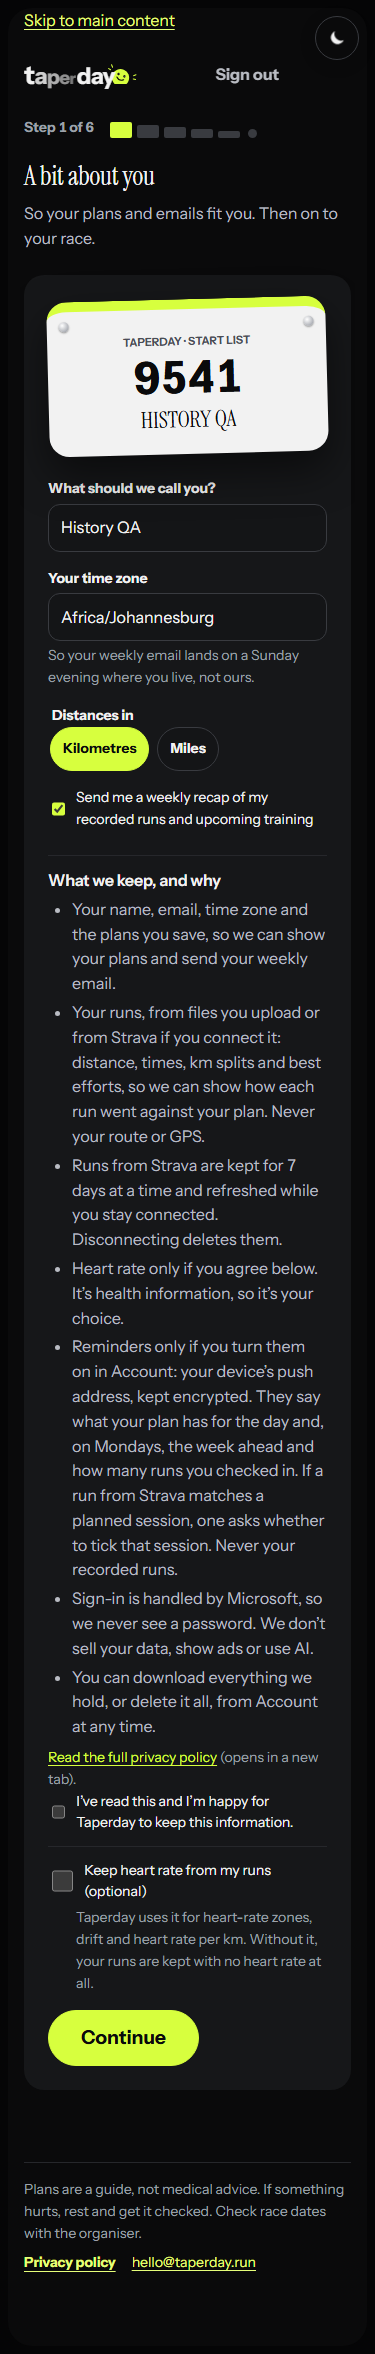 Skip to main content
taperday
Sign out
Step 1 of 6
A bit about you
So your plans and emails fit you. Then on to
your race.
TAPERDAY · START LIST
9541
HISTORY QA
What should we call you?
History QA
Your time zone
Africa/Johannesburg
So your weekly email lands on a Sunday
evening where you live, not ours.
Distances in
Kilometres
Miles
Send me a weekly recap of my
recorded runs and upcoming training
What we keep, and why
Your name, email, time zone and
the plans you save, so we can show
your plans and send your weekly
email.
Your runs, from files you upload or
from Strava if you connect it:
distance, times, km splits and best
efforts, so we can show how each
run went against your plan. Never
your route or GPS.
Runs from Strava are kept for 7
days at a time and refreshed while
you stay connected.
Disconnecting deletes them.
Heart rate only if you agree below.
It’s health information, so it’s your
choice.
Reminders only if you turn them
on in Account: your device’s push
address, kept encrypted. They say
what your plan has for the day and,
on Mondays, the week ahead and
how many runs you checked in. If a
run from Strava matches a
planned session, one asks whether
to tick that session. Never your
recorded runs.
Sign-in is handled by Microsoft, so
we never see a password. We don’t
sell your data, show ads or use AI.
You can download everything we
hold, or delete it all, from Account
at any time.
Read the full privacy policy (opens in a new
tab).
I’ve read this and I’m happy for
Taperday to keep this information.
Keep heart rate from my runs
(optional)
Taperday uses it for heart-rate zones,
drift and heart rate per km. Without it,
your runs are kept with no heart rate at
all.
Continue
Plans are a guide, not medical advice. If something
hurts, rest and get it checked. Check race dates
with the organiser.
Privacy policy
hello@taperday.run